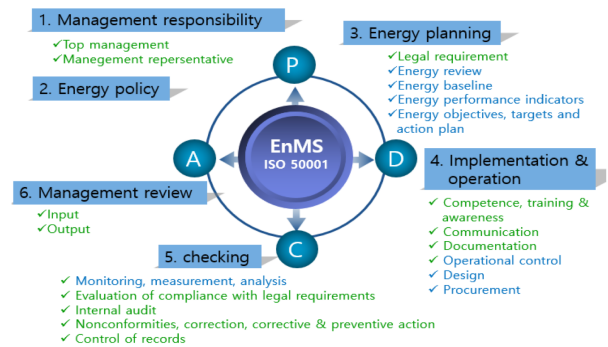 1. Management responsibility
✓Top management
✓Manegement repersentative
2. Energy policy
3. Energy planning
✓Legal requirement
✓Energy review
✓Energy baseline
✓Energy performance indicators
✓Energy objectives, targets and
action plan
P
A
EnMS
ISO 50001
D
C
4. Implementation &
operation
✓ Competence, training &
awareness
✓ Communication
✓ Documentation
✓ Operational control
✓ Design
✓ Procurement
6. Management review
✓Input
✓Output
5. checking
✓ Monitoring, measurement, analysis
✓ Evaluation of compliance with legal requirements
✓ Internal audit
✓ Nonconformities, correction, corrective & preventive action
✓ Control of records